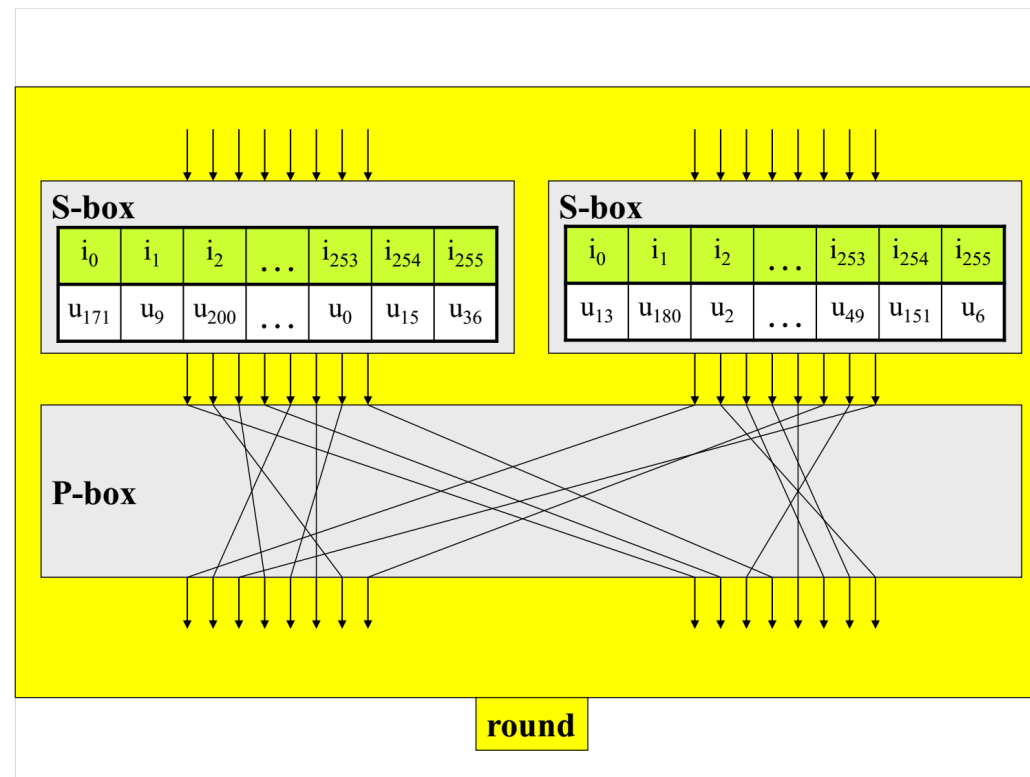 S-box
i₀ i₁ i₂ ... i₂₅₃ i₂₅₄ i₂₅₅
u₁₇₁ u₉ u₂₀₀ ... u₀ u₁₅ u₃₆
S-box
i₀ i₁ i₂ ... i₂₅₃ i₂₅₄ i₂₅₅
u₁₃ u₁₈₀ u₂ ... u₄₉ u₁₅₁ u₆
P-box
round